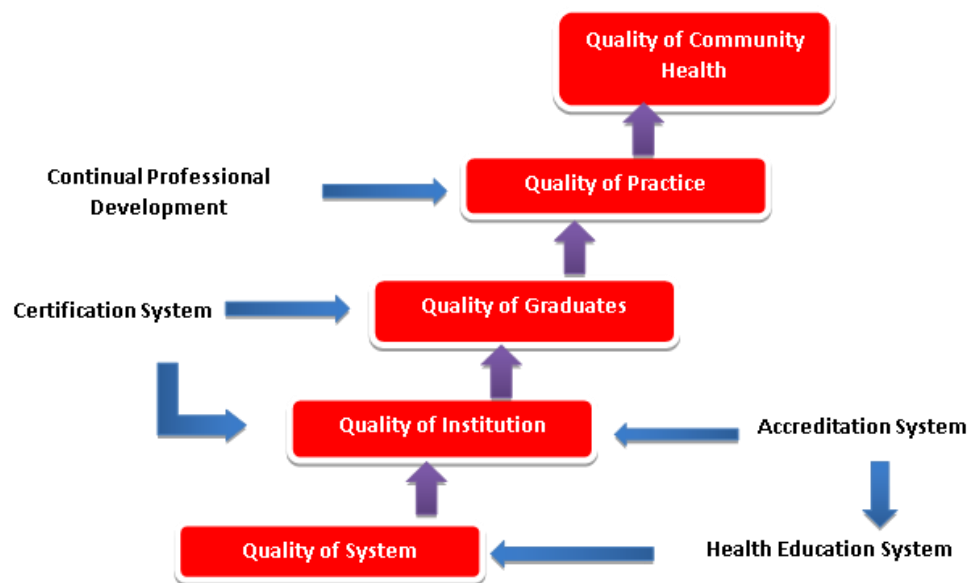 Quality of Community
Health
Continual Professional
Development
Quality of Practice
Certification System
Quality of Graduates
Quality of Institution
Accreditation System
Quality of System
Health Education System